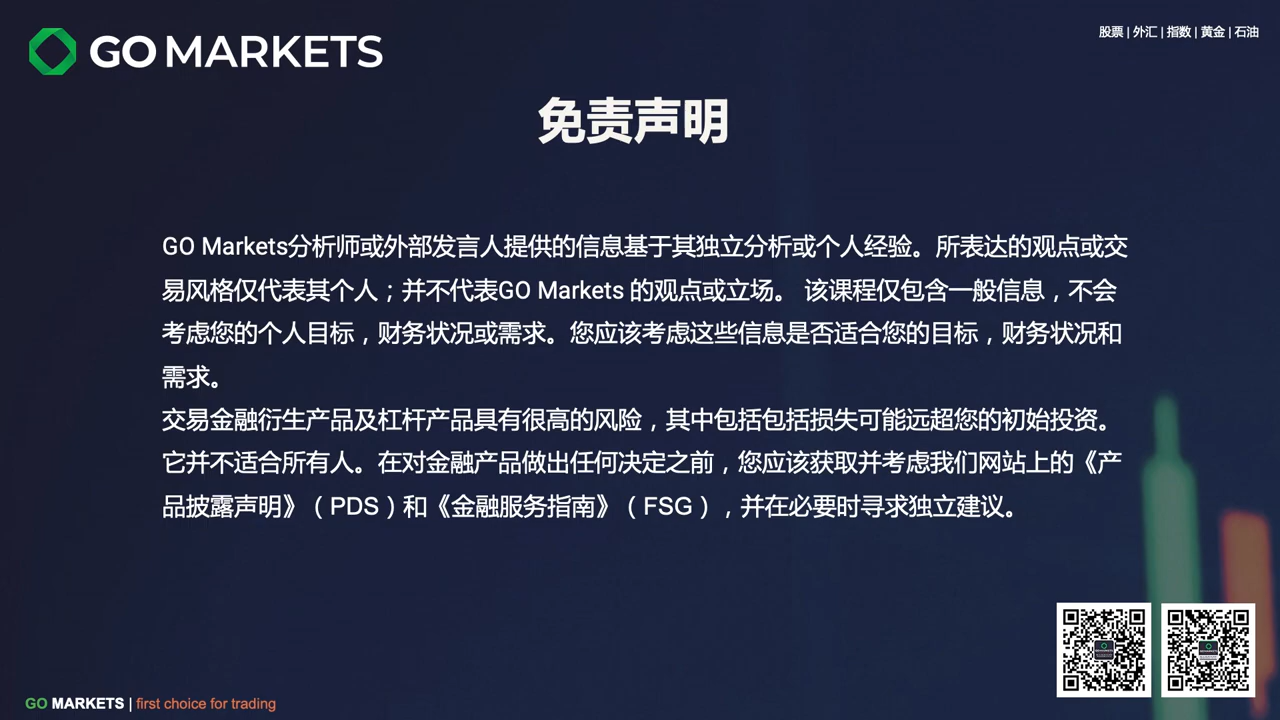 GO MARKETS
股票 | 外汇 | 指数 | 黄金 | 石油
免责声明
GO Markets分析师或外部发言人提供的信息基于其独立分析或个人经验。所表达的观点或交
易风格仅代表其个人；并不代表GO Markets 的观点或立场。 该课程仅包含一般信息，不会
考虑您的个人目标，财务状况或需求。您应该考虑这些信息是否适合您的目标，财务状况和
需求。
交易金融衍生产品及杠杆产品具有很高的风险，其中包括包括损失可能远超您的初始投资。
它并不适合所有人。在对金融产品做出任何决定之前，您应该获取并考虑我们网站上的《产
品披露声明》（PDS）和《金融服务指南》（FSG），并在必要时寻求独立建议。
GO MARKETS | first choice for trading